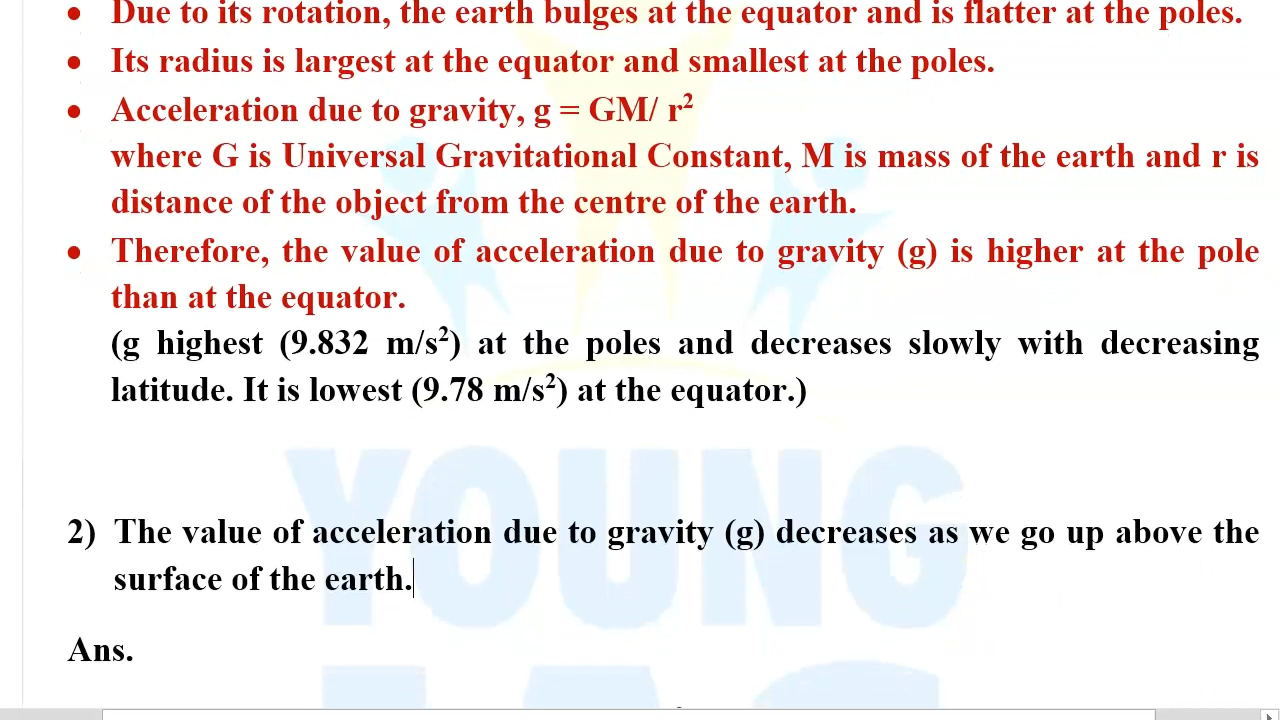 • Due to its rotation, the earth bulges at the equator and is flatter at the poles.
• Its radius is largest at the equator and smallest at the poles.
• Acceleration due to gravity, g = GM/ r²
where G is Universal Gravitational Constant, M is mass of the earth and r is
distance of the object from the centre of the earth.
• Therefore, the value of acceleration due to gravity (g) is higher at the pole
than at the equator.
(g highest (9.832 m/s²) at the poles and decreases slowly with decreasing
latitude. It is lowest (9.78 m/s²) at the equator.)
YOUNG
2) The value of acceleration due to gravity (g) decreases as we go up above the
surface of the earth.
Ans.